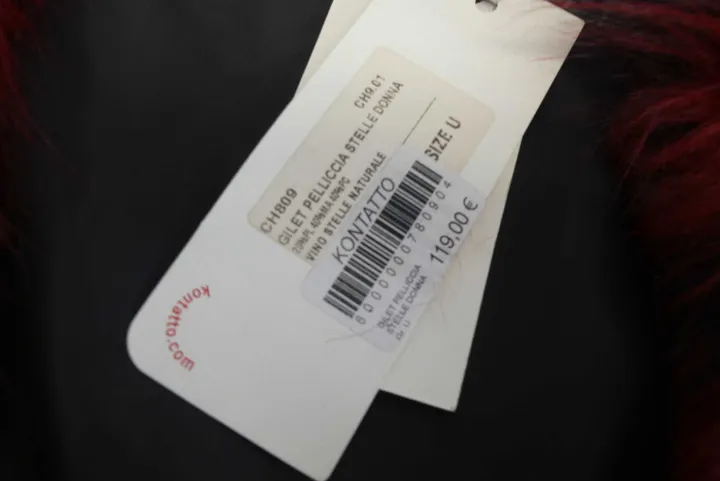 CH809
CH9.01
GILET PELLICCIA STELLE DONNA
VINO STELLE NATURALE
SIZE U
KONTATTO
8000000780904
119,00 €
GILET PELLICCIA
STELLE DONNA
U
kontatto.com